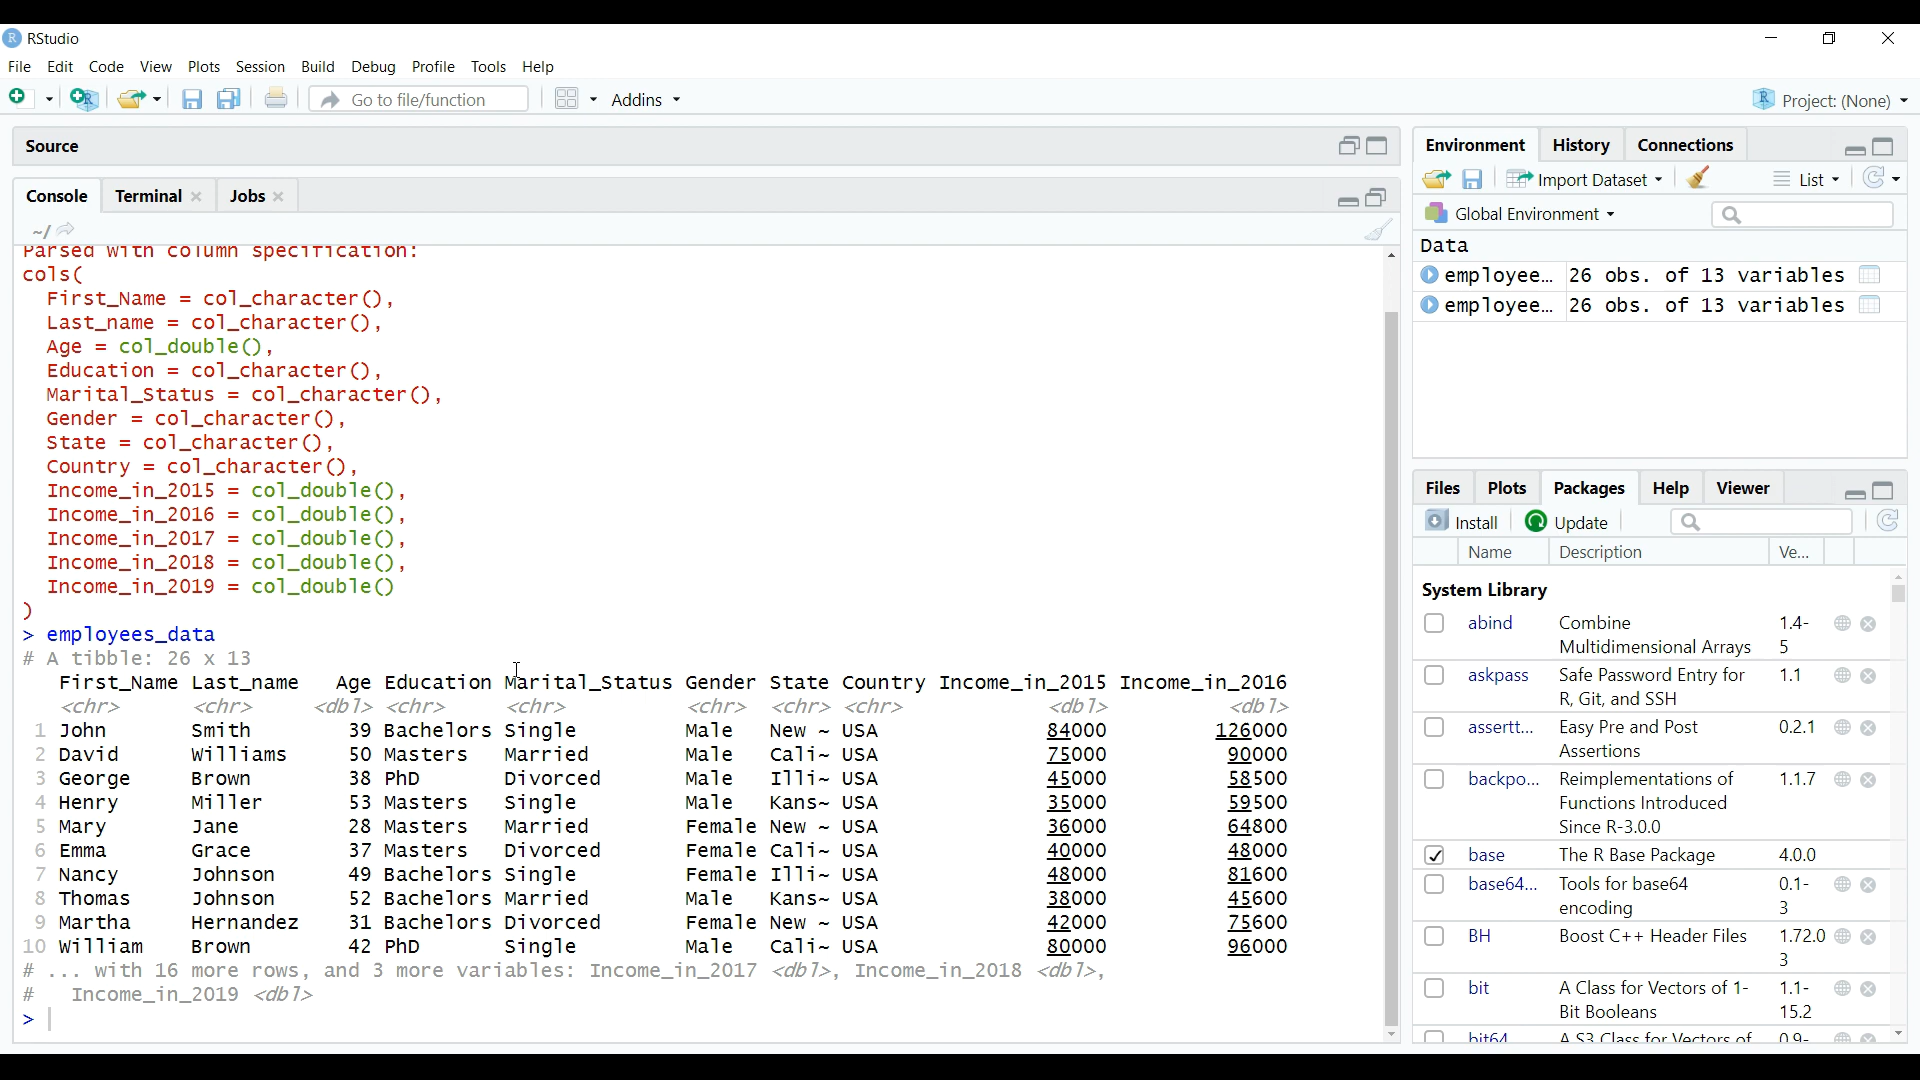 RStudio
File Edit Code View Plots Session Build Debug Profile Tools Help
Go to file/function Addins Project: (None)
Source
Console Terminal Jobs
~/
Parsed with column specification:
cols(
  First_Name = col_character(),
  Last_name = col_character(),
  Age = col_double(),
  Education = col_character(),
  Marital_Status = col_character(),
  Gender = col_character(),
  State = col_character(),
  Country = col_character(),
  Income_in_2015 = col_double(),
  Income_in_2016 = col_double(),
  Income_in_2017 = col_double(),
  Income_in_2018 = col_double(),
  Income_in_2019 = col_double()
)
> employees_data
# A tibble: 26 x 13
   First_Name Last_name   Age Education Marital_Status Gender State Country Income_in_2015 Income_in_2016
   <chr>      <chr>     <dbl> <chr>     <chr>          <chr>  <chr> <chr>            <dbl>          <dbl>
 1 John       Smith        39 Bachelors Single         Male   New ~ USA              84000         126000
 2 David      Williams     50 Masters   Married        Male   Cali~ USA              75000          90000
 3 George     Brown        38 PhD       Divorced       Male   Illi~ USA              45000          58500
 4 Henry      Miller       53 Masters   Single         Male   Kans~ USA              35000          59500
 5 Mary       Jane         28 Masters   Married        Female New ~ USA              36000          64800
 6 Emma       Grace        37 Masters   Divorced       Female Cali~ USA              40000          48000
 7 Nancy      Johnson      49 Bachelors Single         Female Illi~ USA              48000          81600
 8 Thomas     Johnson      52 Bachelors Married        Male   Kans~ USA              38000          45600
 9 Martha     Hernandez    31 Bachelors Divorced       Female New ~ USA              42000          75600
10 William    Brown        42 PhD       Single         Male   Cali~ USA              80000          96000
# ... with 16 more rows, and 3 more variables: Income_in_2017 <dbl>, Income_in_2018 <dbl>,
#   Income_in_2019 <dbl>
>
Environment History Connections
Import Dataset List
Global Environment
Data
employee... 26 obs. of 13 variables
employee... 26 obs. of 13 variables
Files Plots Packages Help Viewer
Install Update
Name Description Ve...
System Library
abind Combine 1.4-
Multidimensional Arrays 5
askpass Safe Password Entry for 1.1
R, Git, and SSH
assertt... Easy Pre and Post 0.2.1
Assertions
backpo... Reimplementations of 1.1.7
Functions Introduced
Since R-3.0.0
base The R Base Package 4.0.0
base64... Tools for base64 0.1-
encoding 3
BH Boost C++ Header Files 1.72.0
3
bit A Class for Vectors of 1- 1.1-
Bit Booleans 15.2
bit64 A S3 Class for Vectors of 0.9-